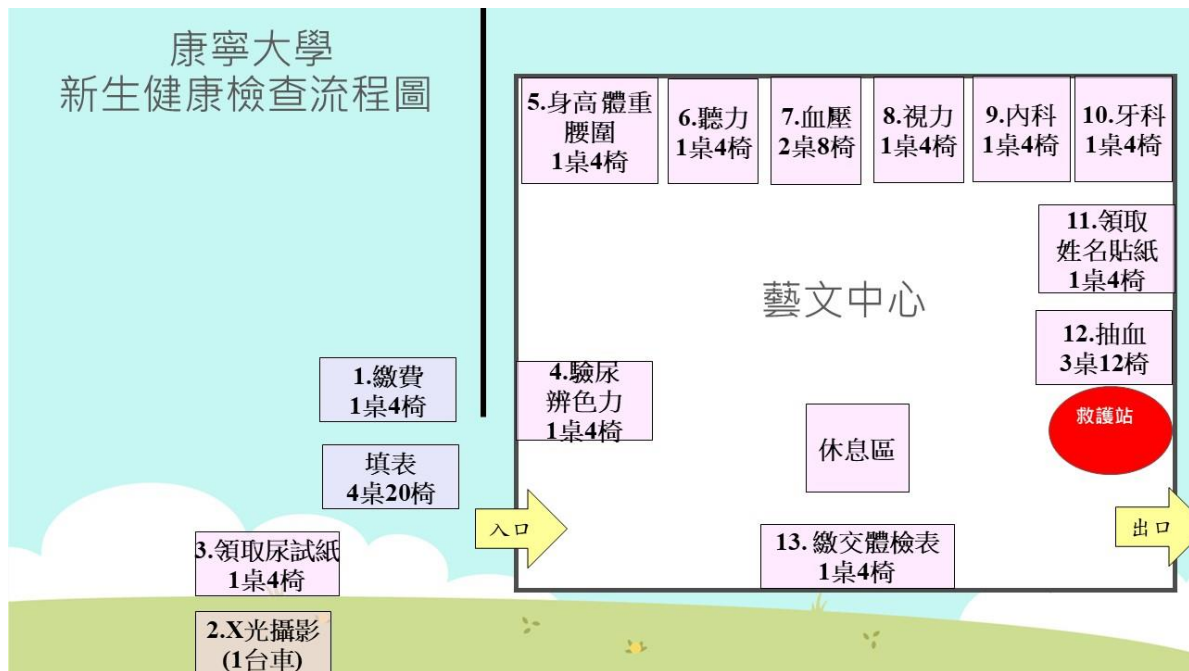 康寧大學
新生健康檢查流程圖
5.身高體重
腰圍
1桌4椅
6.聽力
1桌4椅
7.血壓
2桌8椅
8.視力
1桌4椅
9.內科
1桌4椅
10.牙科
1桌4椅
11.領取
姓名貼紙
1桌4椅
藝文中心
12.抽血
3桌12椅
1.繳費
1桌4椅
4.驗尿
辨色力
1桌4椅
救護站
休息區
填表
4桌20椅
入口
出口
3.領取尿試紙
1桌4椅
13.繳交體檢表
1桌4椅
2.X光攝影
(1台車)